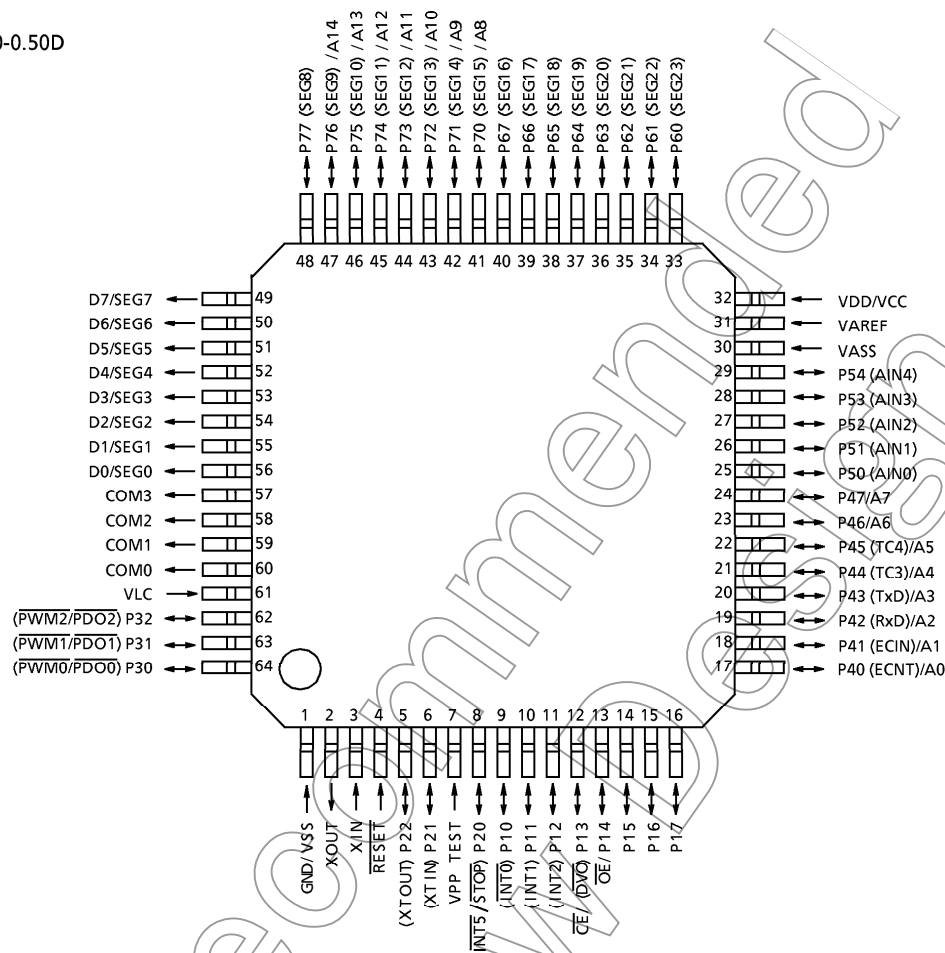 0-0.50D
P77 (SEG8)
P76 (SEG9) / A14
P75 (SEG10) / A13
P74 (SEG11) / A12
P73 (SEG12) / A11
P72 (SEG13) / A10
P71 (SEG14) / A9
P70 (SEG15) / A8
P67 (SEG16)
P66 (SEG17)
P65 (SEG18)
P64 (SEG19)
P63 (SEG20)
P62 (SEG21)
P61 (SEG22)
P60 (SEG23)
48 47 46 45 44 43 42 41 40 39 38 37 36 35 34 33
D7/SEG7 49
D6/SEG6 50
D5/SEG5 51
D4/SEG4 52
D3/SEG3 53
D2/SEG2 54
D1/SEG1 55
D0/SEG0 56
COM3 57
COM2 58
COM1 59
COM0 60
VLC 61
(PWM2/PDO2) P32 62
(PWM1/PDO1) P31 63
(PWM0/PDO0) P30 64
32 VDD/VCC
31 VAREF
30 VASS
29 P54 (AIN4)
28 P53 (AIN3)
27 P52 (AIN2)
26 P51 (AIN1)
25 P50 (AIN0)
24 P47/A7
23 P46/A6
22 P45 (TC4)/A5
21 P44 (TC3)/A4
20 P43 (TxD)/A3
19 P42 (RxD)/A2
18 P41 (ECIN)/A1
17 P40 (ECNT)/A0
1 2 3 4 5 6 7 8 9 10 11 12 13 14 15 16
GND/VSS
XOUT
XIN
RESET
(XTOUT) P22
(XTIN) P21
VPP TEST
INT5/STOP) P20
(INT0) P10
(INT1) P11
(INT2) P12
CE/ (DVO) P13
OE/ P14
P15
P16
P17
ecommended
w Design